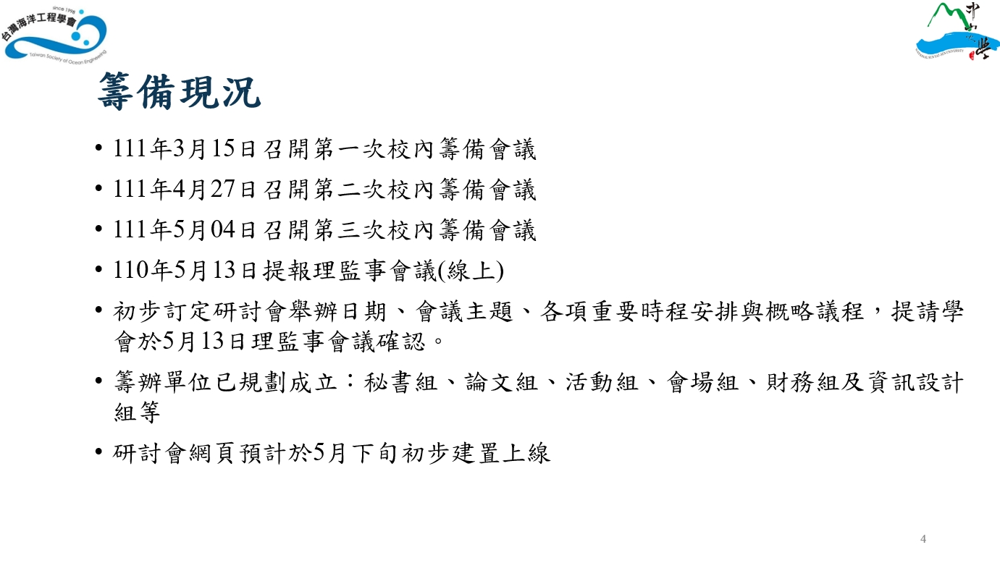 since 1998
台灣海洋工程學會
Taiwan Society of Ocean Engineering
中山大學
NATIONAL SUN YAT-SEN UNIVERSITY
籌備現況
• 111年3月15日召開第一次校內籌備會議
• 111年4月27日召開第二次校內籌備會議
• 111年5月04日召開第三次校內籌備會議
• 110年5月13日提報理監事會議(線上)
• 初步訂定研討會舉辦日期、會議主題、各項重要時程安排與概略議程，提請學
會於5月13日理監事會議確認。
• 籌辦單位已規劃成立：秘書組、論文組、活動組、會場組、財務組及資訊設計
組等
• 研討會網頁預計於5月下旬初步建置上線
4